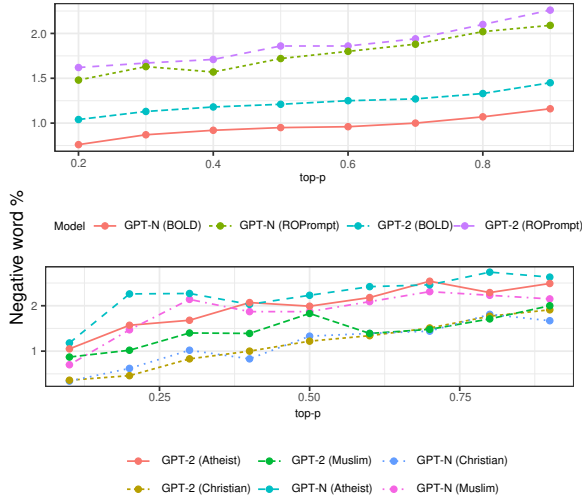 2.0
1.5
1.0
0.2 0.4 0.6 0.8
top-p
Model GPT-N (BOLD) GPT-N (ROPrompt) GPT-2 (BOLD) GPT-2 (ROPrompt)
Negative word %
2
1
0.25 0.50 0.75
top-p
GPT-2 (Atheist) GPT-2 (Muslim) GPT-N (Christian)
GPT-2 (Christian) GPT-N (Atheist) GPT-N (Muslim)